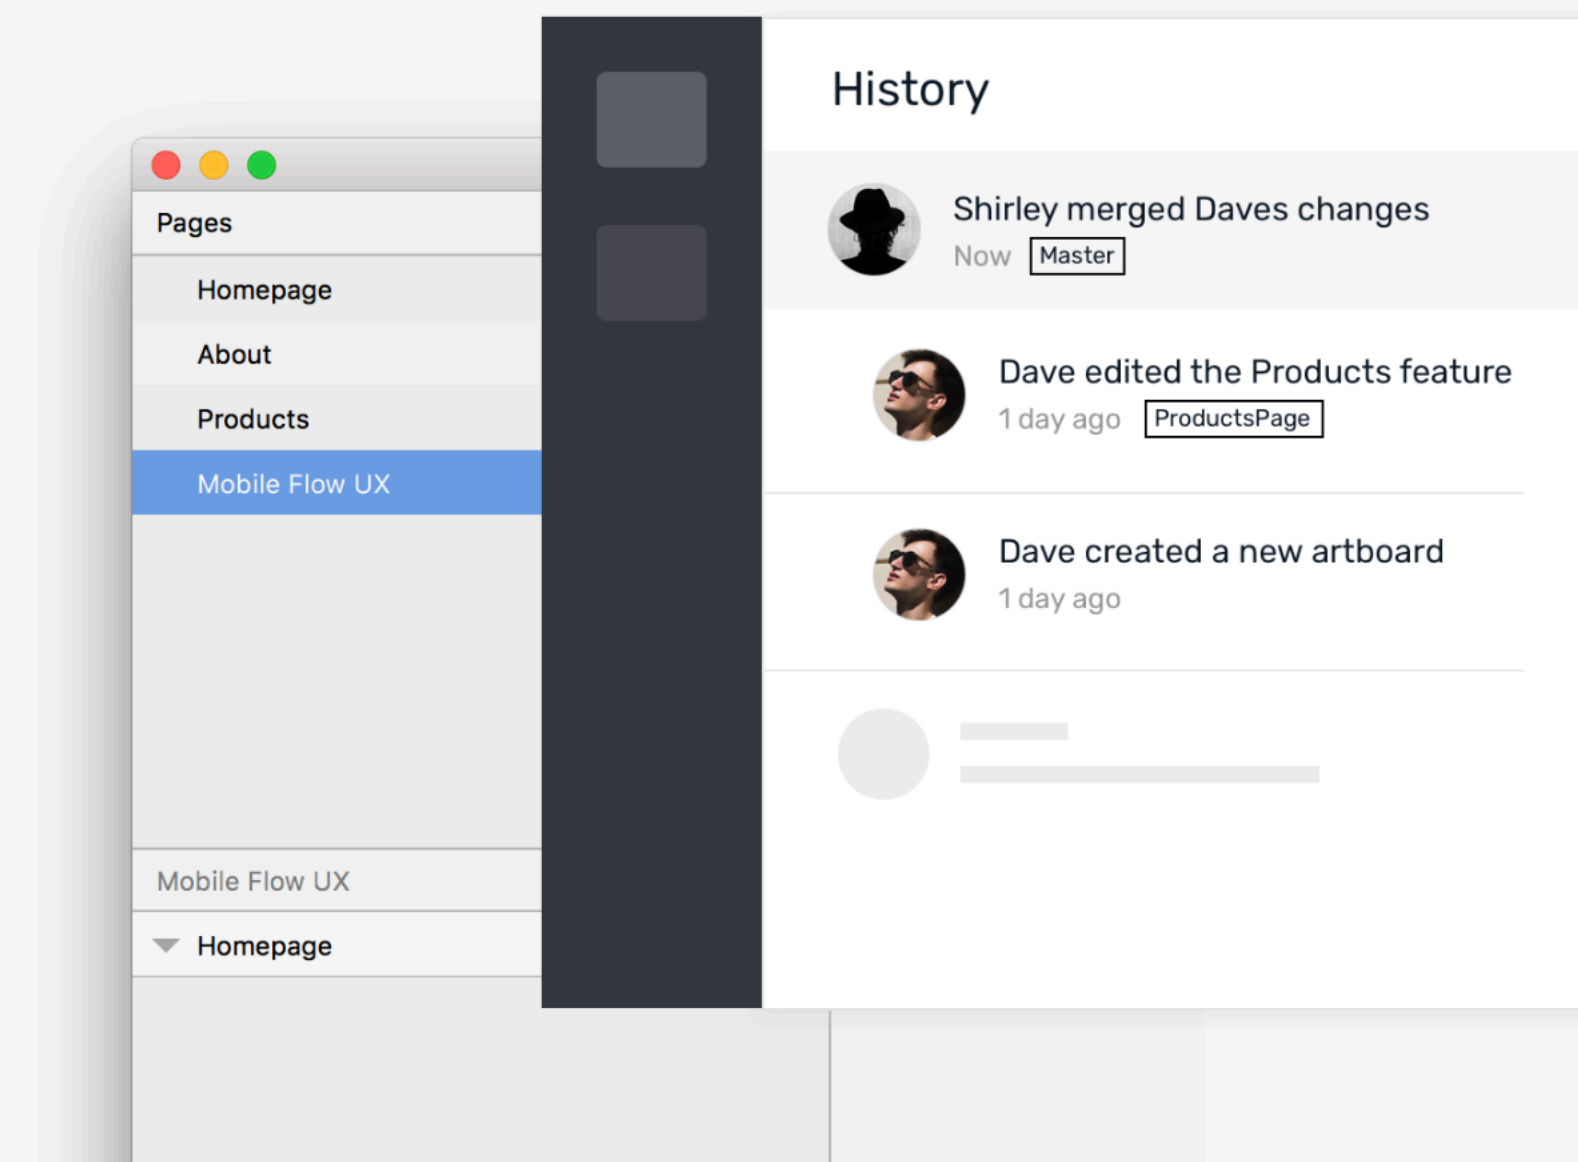 Pages
Homepage
About
Products
Mobile Flow UX
Mobile Flow UX
Homepage
History
Shirley merged Daves changes
Now Master
Dave edited the Products feature
1 day ago ProductsPage
Dave created a new artboard
1 day ago